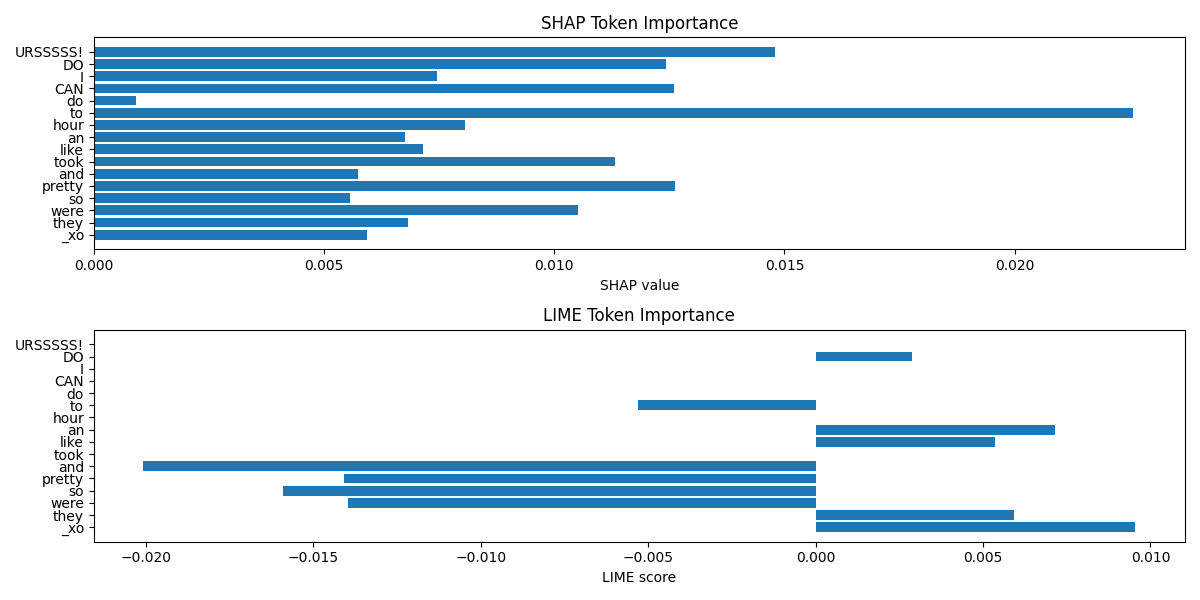 SHAP Token Importance
URSSSSS!
DO
I
CAN
do
to
hour
an
like
took
and
pretty
so
were
they
_xo
0.000 0.005 0.010 0.015 0.020
SHAP value
LIME Token Importance
URSSSSS!
DO
I
CAN
do
to
hour
an
like
took
and
pretty
so
were
they
_xo
−0.020 −0.015 −0.010 −0.005 0.000 0.005 0.010
LIME score